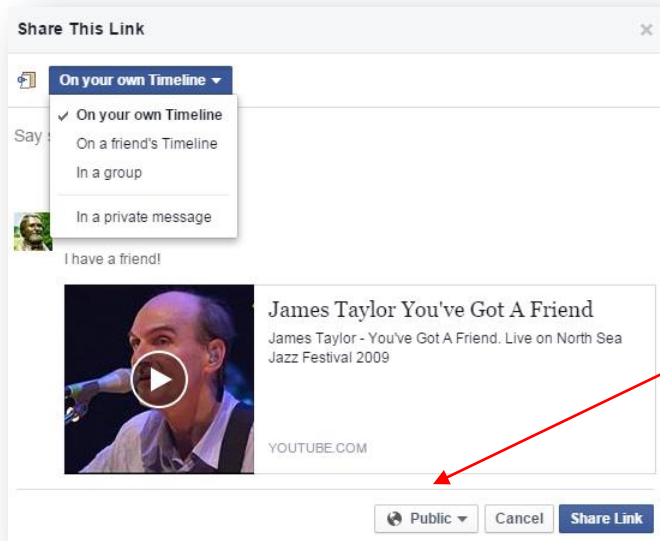 Share This Link
On your own Timeline
On your own Timeline
On a friend's Timeline
In a group
In a private message
Say
I have a friend!
James Taylor You've Got A Friend
James Taylor - You've Got A Friend. Live on North Sea
Jazz Festival 2009
YOUTUBE.COM
Public
Cancel
Share Link